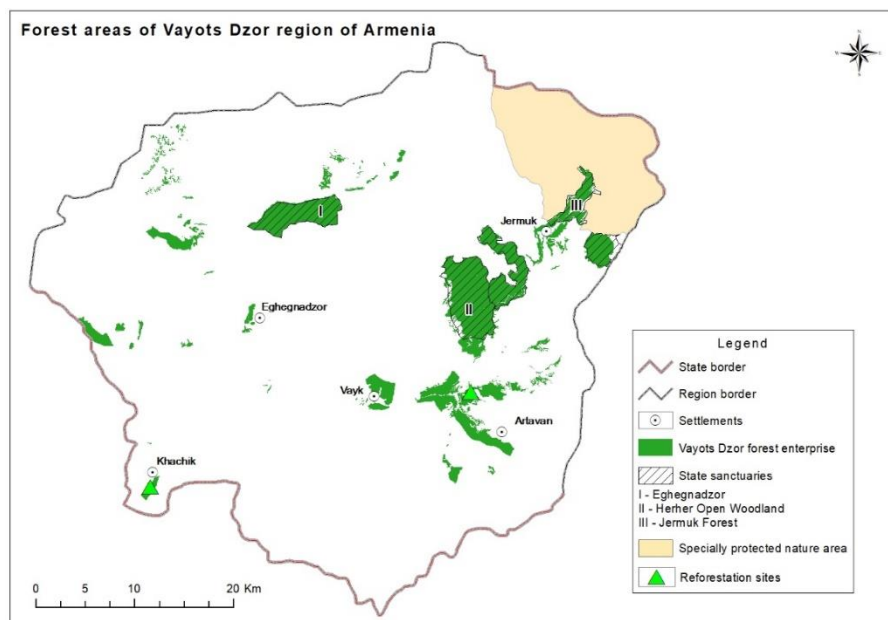 Forest areas of Vayots Dzor region of Armenia
I
III
Jermuk
II
Eghegnadzor
Vayk
Artavan
Khachik
0 5 10 20 Km
Legend
State border
Region border
Settlements
Vayots Dzor forest enterprise
State sanctuaries
I - Eghegnadzor
II - Herher Open Woodland
III - Jermuk Forest
Specially protected nature area
Reforestation sites